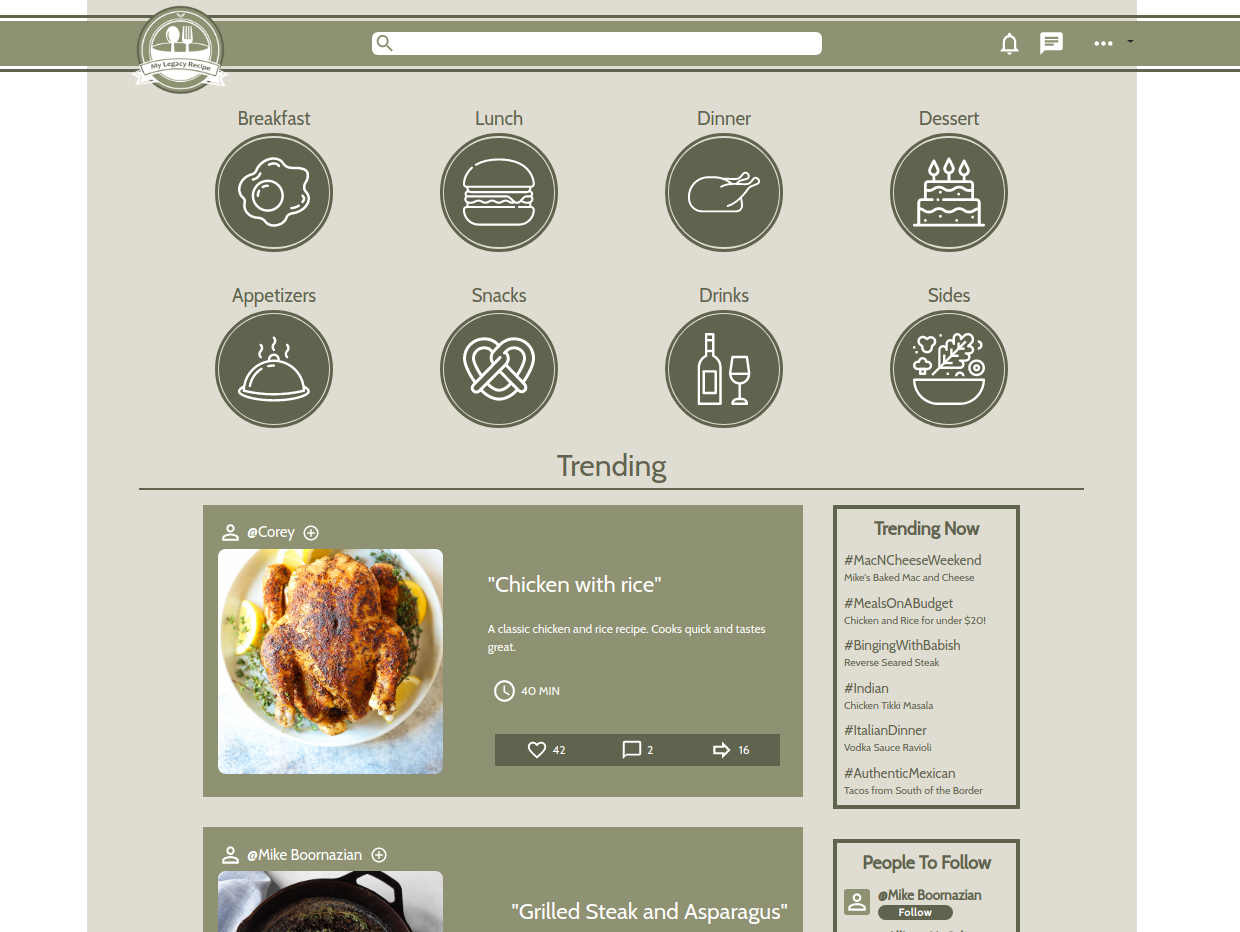 My Legacy Recipe
Breakfast
Lunch
Dinner
Dessert
Appetizers
Snacks
Drinks
Sides
Trending
@Corey
"Chicken with rice"
A classic chicken and rice recipe. Cooks quick and tastes
great.
40 MIN
42
2
16
Trending Now
#MacNCheeseWeekend
Mike's Baked Mac and Cheese
#MealsOnABudget
Chicken and Rice for under $20!
#BingingWithBabish
Reverse Seared Steak
#Indian
Chicken Tikki Masala
#ItalianDinner
Vodka Sauce Ravioli
#AuthenticMexican
Tacos from South of the Border
@Mike Boornazian
"Grilled Steak and Asparagus"
People To Follow
@Mike Boornazian
Follow